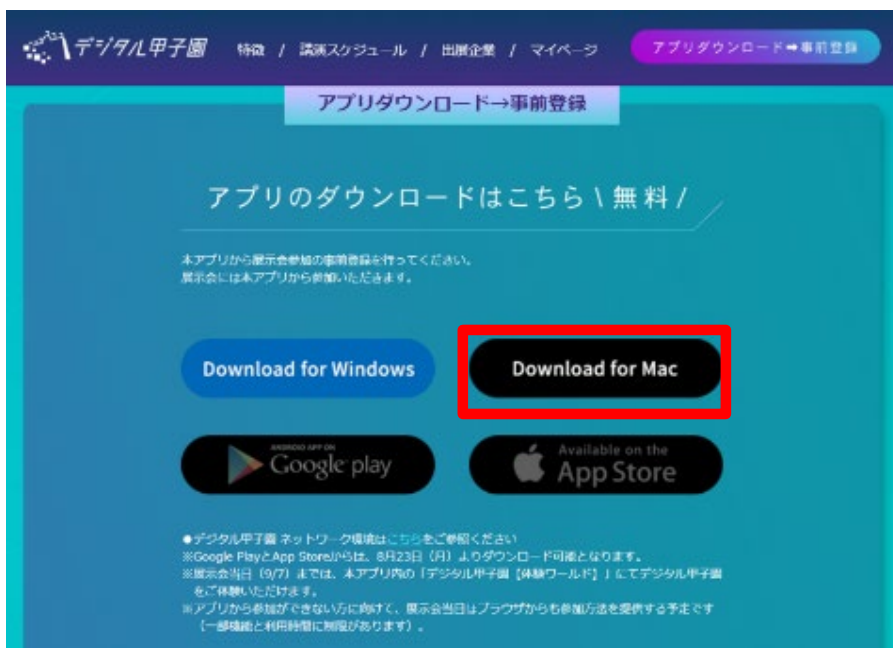 デジタル甲子園 特徴 / 講演スケジュール / 出展企業 / マイページ アプリダウンロード➡事前登録
アプリダウンロード→事前登録
アプリのダウンロードはこちら \ 無料 /
本アプリから展示会参加の事前登録を行ってください。
展示会には本アプリから参加いただきます。
Download for Windows Download for Mac
ANDROID APP ON
Google play
Available on the
App Store
●デジタル甲子園 ネットワーク環境はこちらをご参照ください
※Google PlayとApp Storeからは、8月23日（月）よりダウンロード可能となります。
※展示会当日（9/7）までは、本アプリ内の「デジタル甲子園【体験ワールド】」にてデジタル甲子園
をご体験いただけます。
※アプリから参加ができない方に向けて、展示会当日はブラウザからも参加方法を提供する予定です
（一部機能と利用時間に制限があります）.